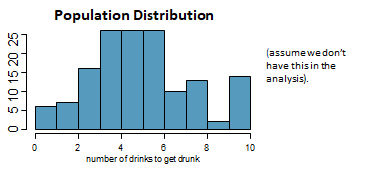 Population Distribution
0 5 10 15 20 25
(assume we don't
have this in the
analysis).
0 2 4 6 8 10
number of drinks to get drunk